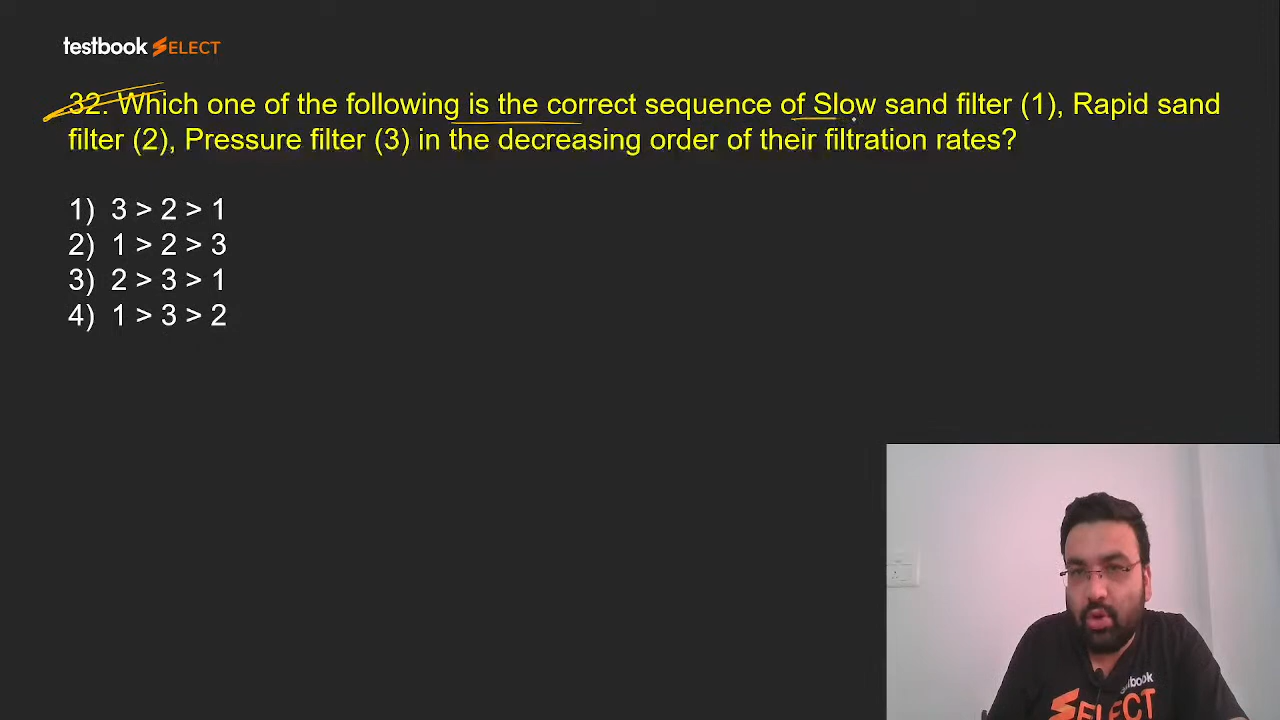 testbook SELECT
32. Which one of the following is the correct sequence of Slow sand filter (1), Rapid sand
filter (2), Pressure filter (3) in the decreasing order of their filtration rates?
1) 3 > 2 > 1
2) 1 > 2 > 3
3) 2 > 3 > 1
4) 1 > 3 > 2
testbook
SELECT